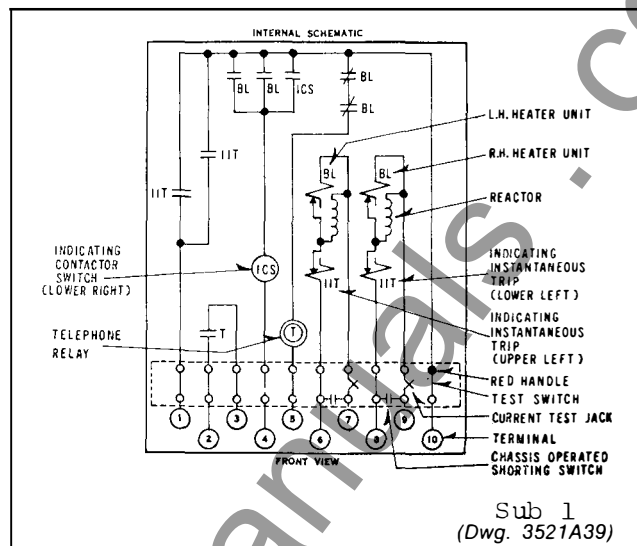 INTERNAL SCHEMATIC
BL
BL
ICS
BL
BL
IIT
IIT
BL
BL
L.H. HEATER UNIT
R.H. HEATER UNIT
REACTOR
INDICATING
CONTACTOR
SWITCH
(LOWER RIGHT)
ICS
IIT
IIT
INDICATING
INSTANTANEOUS
TRIP
(LOWER LEFT)
INDICATING
INSTANTANEOUS
TRIP
(UPPER LEFT)
TELEPHONE
RELAY
T
T
RED HANDLE
TEST SWITCH
CURRENT TEST JACK
TERMINAL
CHASSIS OPERATED
SHORTING SWITCH
1
2
3
4
5
6
7
8
9
10
FRONT VIEW
Sub 1
(Dwg. 3521A39)
anuals.